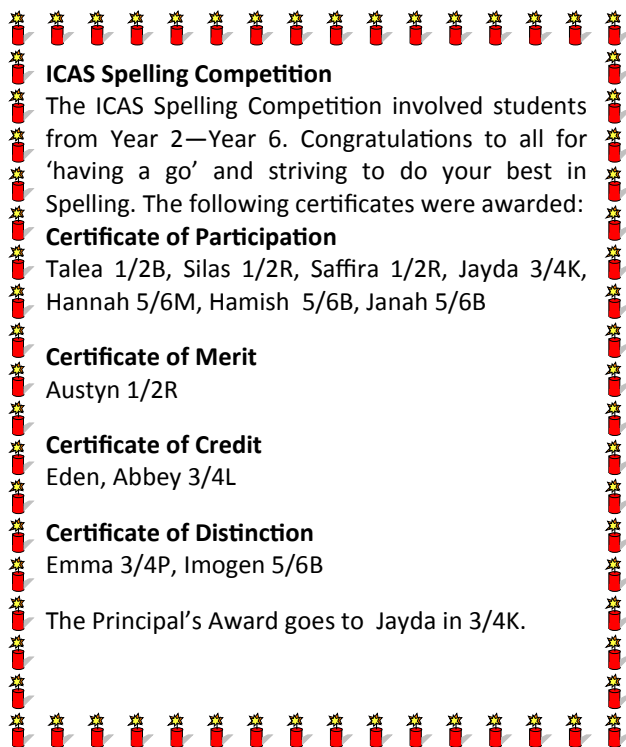 ICAS Spelling Competition
The ICAS Spelling Competition involved students
from Year 2—Year 6. Congratulations to all for
‘having a go’ and striving to do your best in
Spelling. The following certificates were awarded:
Certificate of Participation
Talea 1/2B, Silas 1/2R, Saffira 1/2R, Jayda 3/4K,
Hannah 5/6M, Hamish  5/6B, Janah 5/6B
Certificate of Merit
Austyn 1/2R
Certificate of Credit
Eden, Abbey 3/4L
Certificate of Distinction
Emma 3/4P, Imogen 5/6B
The Principal’s Award goes to  Jayda in 3/4K.